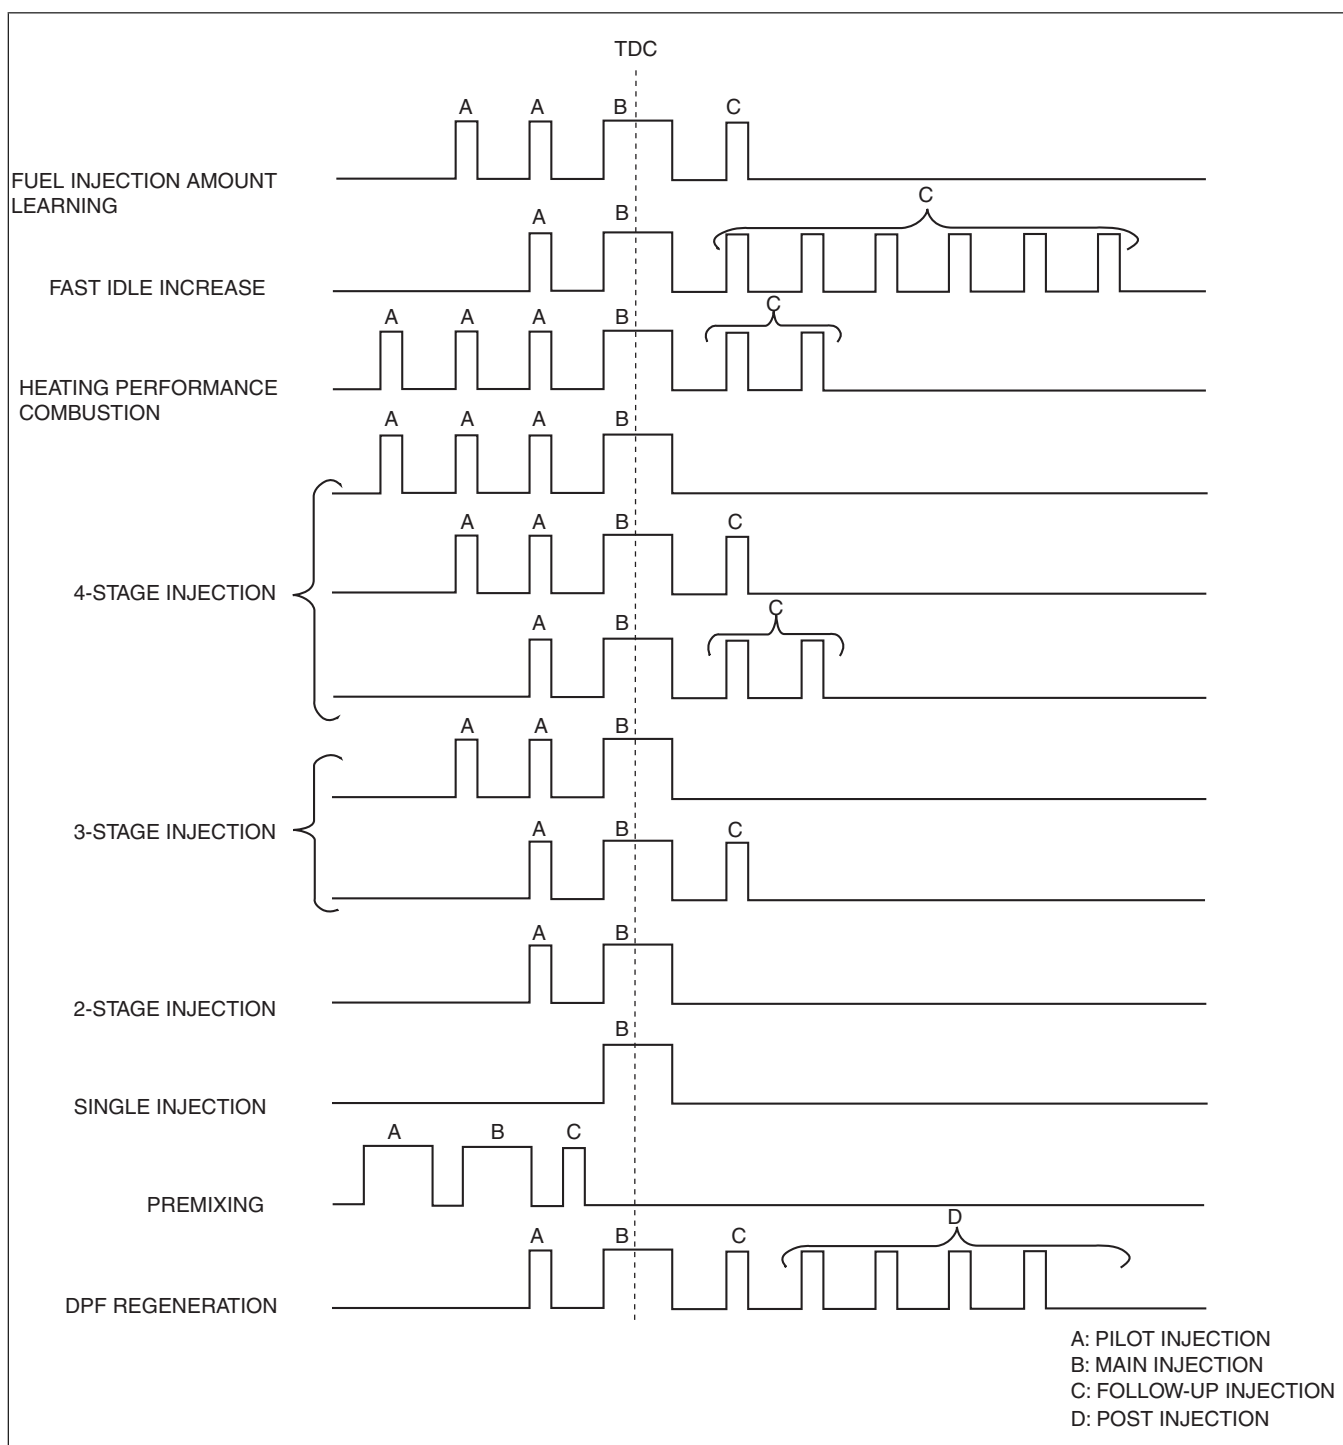 TDC
A A B C
FUEL INJECTION AMOUNT
LEARNING
A B C
FAST IDLE INCREASE
A A A B C
HEATING PERFORMANCE
COMBUSTION
A A A B
A A B C
4-STAGE INJECTION
A B C
A A B
3-STAGE INJECTION
A B C
A B
2-STAGE INJECTION
B
SINGLE INJECTION
A B C
PREMIXING
A B C D
DPF REGENERATION
A: PILOT INJECTION
B: MAIN INJECTION
C: FOLLOW-UP INJECTION
D: POST INJECTION